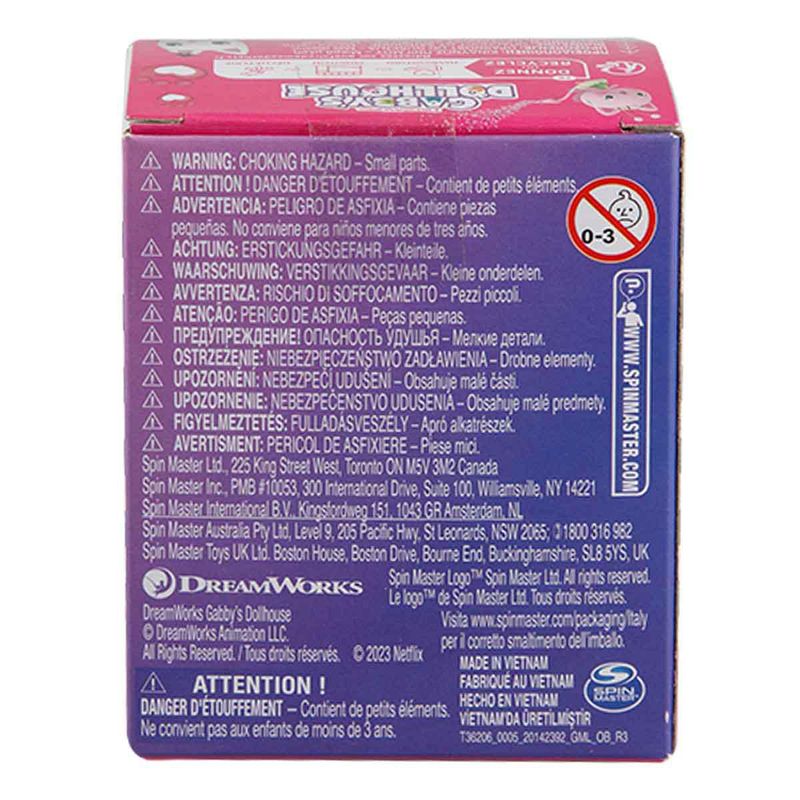 DONNEZ
RECYCLEZ
GABBY'S
DOLLHOUSE
⚠ WARNING: CHOKING HAZARD – Small parts.
⚠ ATTENTION ! DANGER D'ÉTOUFFEMENT – Contient de petits éléments.
⚠ ADVERTENCIA: PELIGRO DE ASFIXIA – Contiene piezas
pequeñas. No conviene para niños menores de tres años.
⚠ ACHTUNG: ERSTICKUNGSGEFAHR – Kleinteile.
⚠ WAARSCHUWING: VERSTIKKINGSGEVAAR – Kleine onderdelen.
⚠ AVVERTENZA: RISCHIO DI SOFFOCAMENTO – Pezzi piccoli.
⚠ ATENÇÃO: PERIGO DE ASFIXIA – Peças pequenas.
⚠ ПРЕДУПРЕЖДЕНИЕ! ОПАСНОСТЬ УДУШЬЯ – Мелкие детали.
⚠ OSTRZEŻENIE: NIEBEZPIECZEŃSTWO ZADŁAWIENIA – Drobne elementy.
⚠ UPOZORNĚNÍ: NEBEZPEČÍ UDUŠENÍ – Obsahuje malé části.
⚠ UPOZORNENIE: NEBEZPEČENSTVO UDUSENIA – Obsahuje malé predmety.
⚠ FIGYELMEZTETÉS: FULLADÁSVESZÉLY – Apró alkatrészek.
⚠ AVERTISMENT: PERICOL DE ASFIXIERE – Piese mici.
0-3
WWW.SPINMASTER.COM
Spin Master Ltd., 225 King Street West, Toronto ON M5V 3M2 Canada
Spin Master Inc., PMB #10053, 300 International Drive, Suite 100, Williamsville, NY 14221
Spin Master International B.V., Kingsfordweg 151, 1043 GR Amsterdam, NL
Spin Master Australia Pty Ltd, Level 9, 205 Pacific Hwy, St Leonards, NSW 2065; ✆1800 316 982
Spin Master Toys UK Ltd. Boston House, Boston Drive, Bourne End, Buckinghamshire, SL8 5YS, UK
DREAMWORKS
DreamWorks Gabby's Dollhouse
© DreamWorks Animation LLC.
All Rights Reserved. / Tous droits réservés. © 2023 Netflix
Spin Master Logo™ Spin Master Ltd. All rights reserved.
Le logo™ de Spin Master Ltd. Tous droits réservés.
Visita www.spinmaster.com/packaging/Italy
per il corretto smaltimento dell'imballo.
⚠ ATTENTION !
DANGER D'ÉTOUFFEMENT – Contient de petits éléments.
Ne convient pas aux enfants de moins de 3 ans.
MADE IN VIETNAM
FABRIQUÉ AU VIETNAM
HECHO EN VIETNAM
VIETNAM'DA ÜRETİLMİŞTİR
SPIN
MASTER™
T36206_0005_20142392_GML_OB_R3